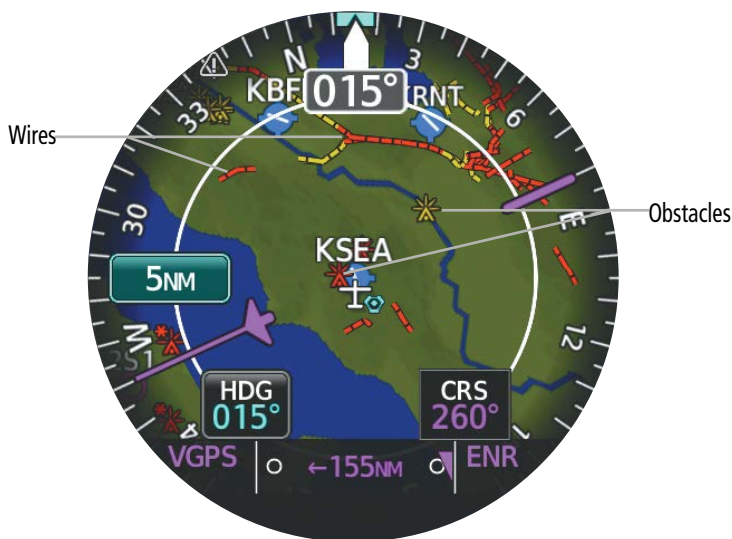 N
3
KBF
015°
RNT
33
6
Wires
Obstacles
30
E
KSEA
5NM
12
W
2S1
HDG
015°
CRS
260°
VGPS
←155NM
ENR